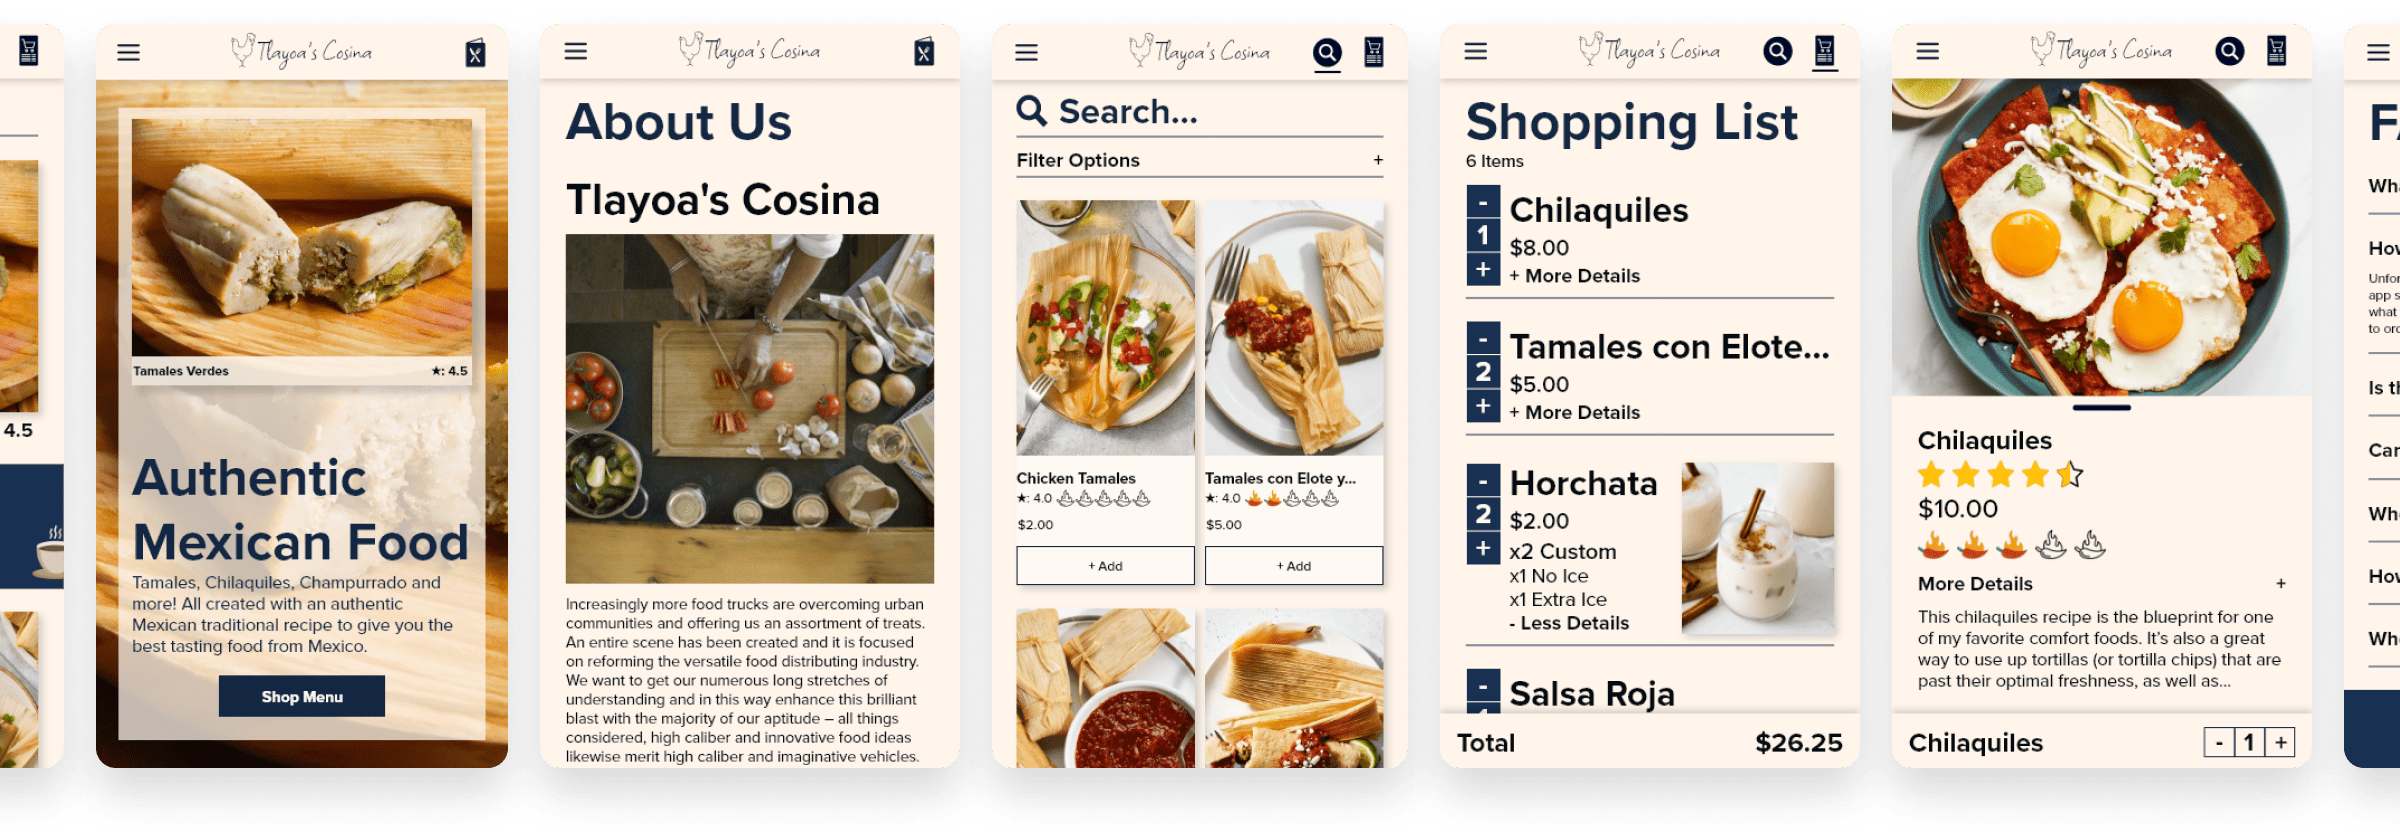 4.5
Tlayoa's Cosina
Tamales Verdes
★: 4.5
Authentic
Mexican Food
Tamales, Chilaquiles, Champurrado and
more! All created with an authentic
Mexican traditional recipe to give you the
best tasting food from Mexico.
Shop Menu
Tlayoa's Cosina
About Us
Tlayoa's Cosina
Increasingly more food trucks are overcoming urban
communities and offering us an assortment of treats.
An entire scene has been created and it is focused
on reforming the versatile food distributing industry.
We want to get our numerous long stretches of
understanding and in this way enhance this brilliant
blast with the majority of our aptitude – all things
considered, high caliber and innovative food ideas
likewise merit high caliber and imaginative vehicles.
Tlayoa's Cosina
Search...
Filter Options +
Chicken Tamales
★: 4.0
$2.00
+ Add
Tamales con Elote y...
★: 4.0
$5.00
+ Add
Tlayoa's Cosina
Shopping List
6 Items
- 1 +
Chilaquiles
$8.00
+ More Details
- 2 +
Tamales con Elote...
$5.00
+ More Details
- 2 +
Horchata
$2.00
x2 Custom
x1 No Ice
x1 Extra Ice
- Less Details
-
Salsa Roja
Total $26.25
Tlayoa's Cosina
Chilaquiles
$10.00
More Details +
This chilaquiles recipe is the blueprint for one
of my favorite comfort foods. It's also a great
way to use up tortillas (or tortilla chips) that are
past their optimal freshness, as well as...
Chilaquiles - 1 +
How
app
what
to
Is
How